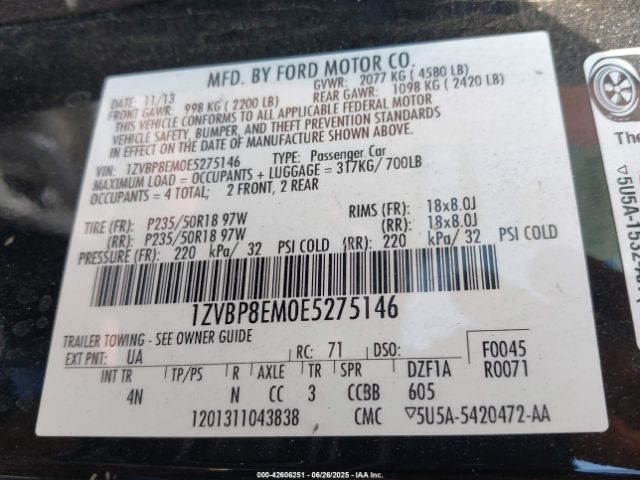 MFD. BY FORD MOTOR CO.
DATE: 11/13 GVWR: 2077 KG ( 4580 LB)
FRONT GAWR: 998 KG ( 2200 LB) REAR GAWR: 1098 KG ( 2420 LB)
THIS VEHICLE CONFORMS TO ALL APPLICABLE FEDERAL MOTOR
VEHICLE SAFETY, BUMPER, AND THEFT PREVENTION STANDARDS
IN EFFECT ON THE DATE OF MANUFACTURE SHOWN ABOVE.
VIN: 1ZVBP8EM0E5275146 TYPE: Passenger Car
MAXIMUM LOAD = OCCUPANTS + LUGGAGE = 317KG/ 700LB
OCCUPANTS = 4 TOTAL; 2 FRONT, 2 REAR
TIRE (FR): P235/50R18 97W RIMS (FR): 18x8.0J
(RR): P235/50R18 97W (RR): 18x8.0J
PRESSURE (FR): 220 kPa/ 32 PSI COLD (RR): 220 kPa/ 32 PSI COLD
1ZVBP8EM0E5275146
TRAILER TOWING - SEE OWNER GUIDE
EXT PNT: UA RC: 71 DSO: F0045
INT TR TP/PS R AXLE TR SPR DZF1A R0071
4N N CC 3 CCBB 605
1201311043838 CMC ▽5U5A-5420472-AA
The
▽5U5A-1532
000-42606251 | 06/26/2025 - IAA Inc.